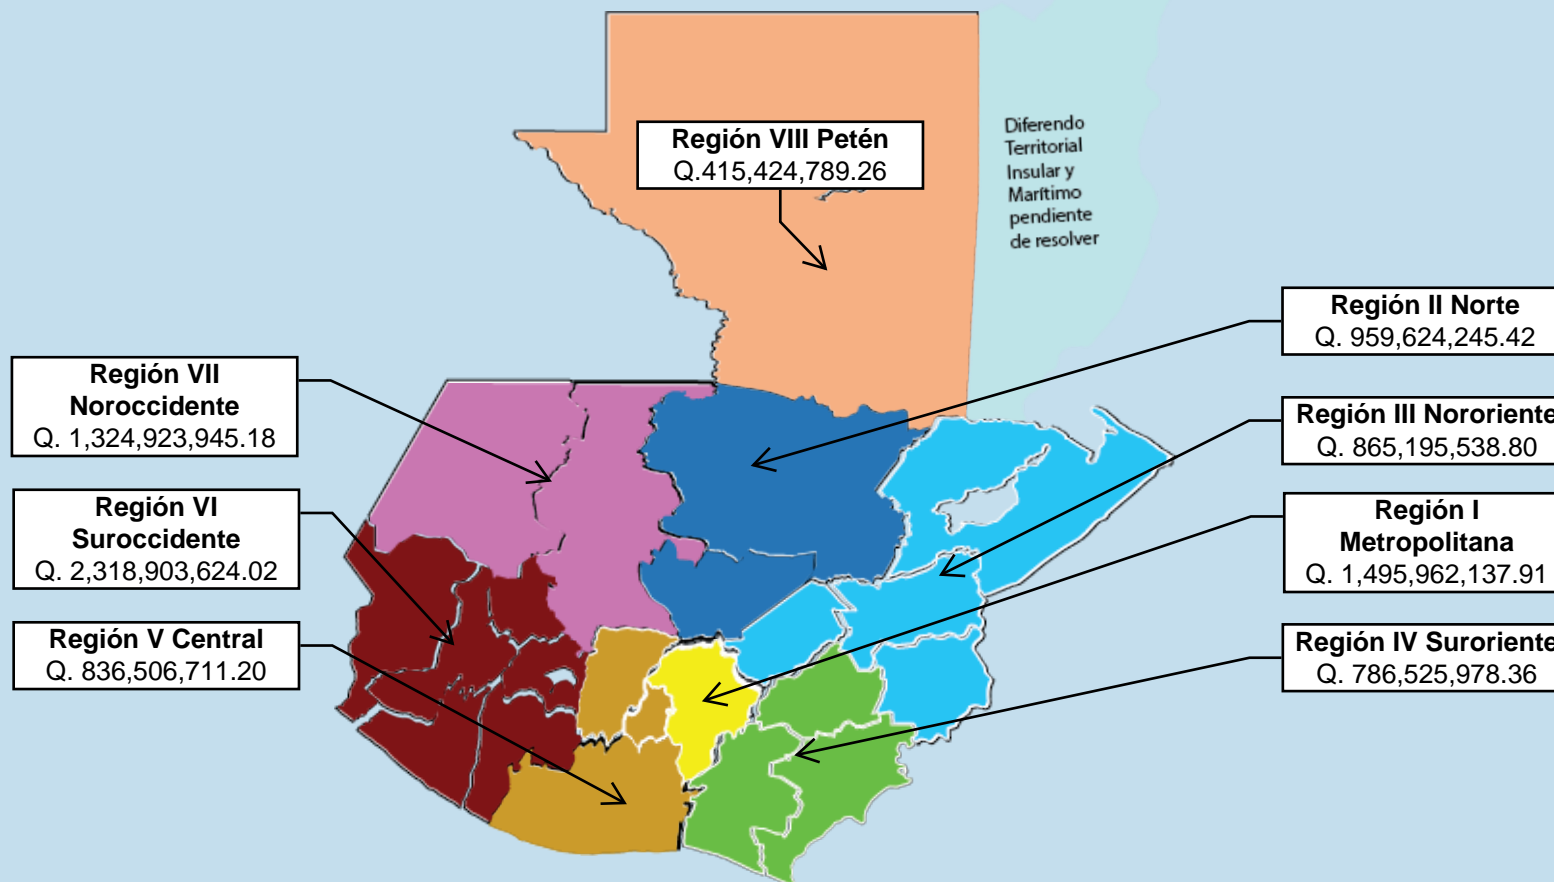 Región VIII Petén
Q.415,424,789.26
Diferendo
Territorial
Insular y
Marítimo
pendiente
de resolver
Región II Norte
Q. 959,624,245.42
Región VII
Noroccidente
Q. 1,324,923,945.18
Región III Nororiente
Q. 865,195,538.80
Región VI
Suroccidente
Q. 2,318,903,624.02
Región I
Metropolitana
Q. 1,495,962,137.91
Región V Central
Q. 836,506,711.20
Región IV Suroriente
Q. 786,525,978.36